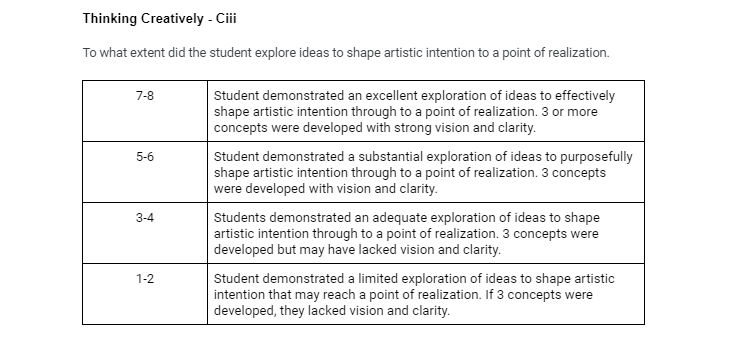 Thinking Creatively - Ciii
To what extent did the student explore ideas to shape artistic intention to a point of realization.
7-8
Student demonstrated an excellent exploration of ideas to effectively
shape artistic intention through to a point of realization. 3 or more
concepts were developed with strong vision and clarity.
5-6
Student demonstrated a substantial exploration of ideas to purposefully
shape artistic intention through to a point of realization. 3 concepts
were developed with vision and clarity.
3-4
Students demonstrated an adequate exploration of ideas to shape
artistic intention through to a point of realization. 3 concepts were
developed but may have lacked vision and clarity.
1-2
Student demonstrated a limited exploration of ideas to shape artistic
intention that may reach a point of realization. If 3 concepts were
developed, they lacked vision and clarity.